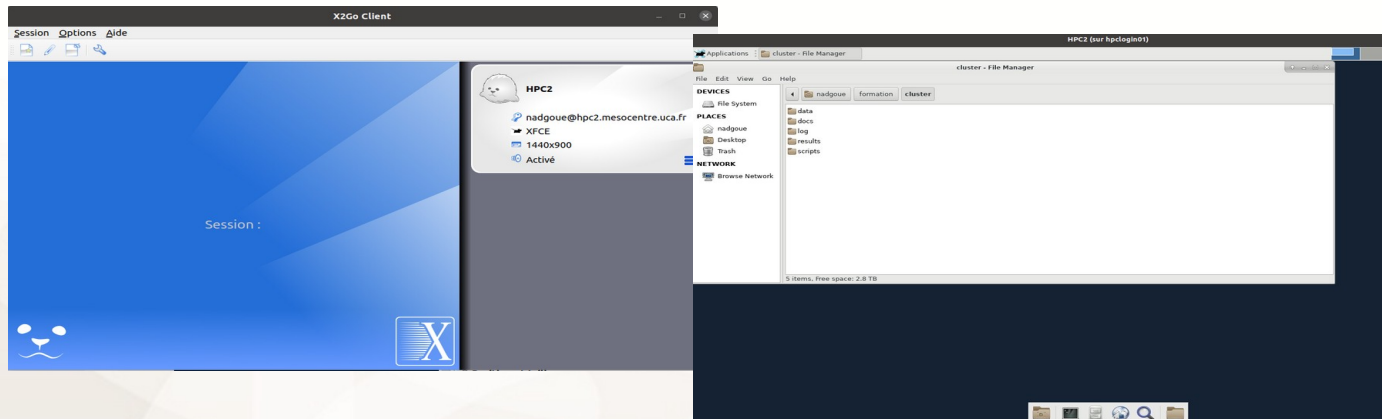 X2Go Client
Session Options Aide
HPC2
nadgoue@hpc2.mesocentre.uca.fr
XFCE
1440x900
Activé
Session :
X
HPC2 (sur hpclogin01)
Applications cluster - File Manager
cluster - File Manager
File Edit View Go Help
DEVICES
File System
PLACES
nadgoue
Desktop
Trash
NETWORK
Browse Network
nadgoue formation cluster
data
docs
log
results
scripts
5 items, Free space: 2.8 TB